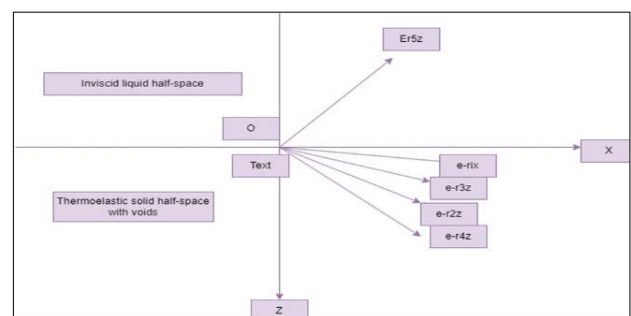 Er5z
Inviscid liquid half-space
O
X
Text
e-rix
e-r3z
Thermoelastic solid half-space
with voids
e-r2z
e-r4z
Z